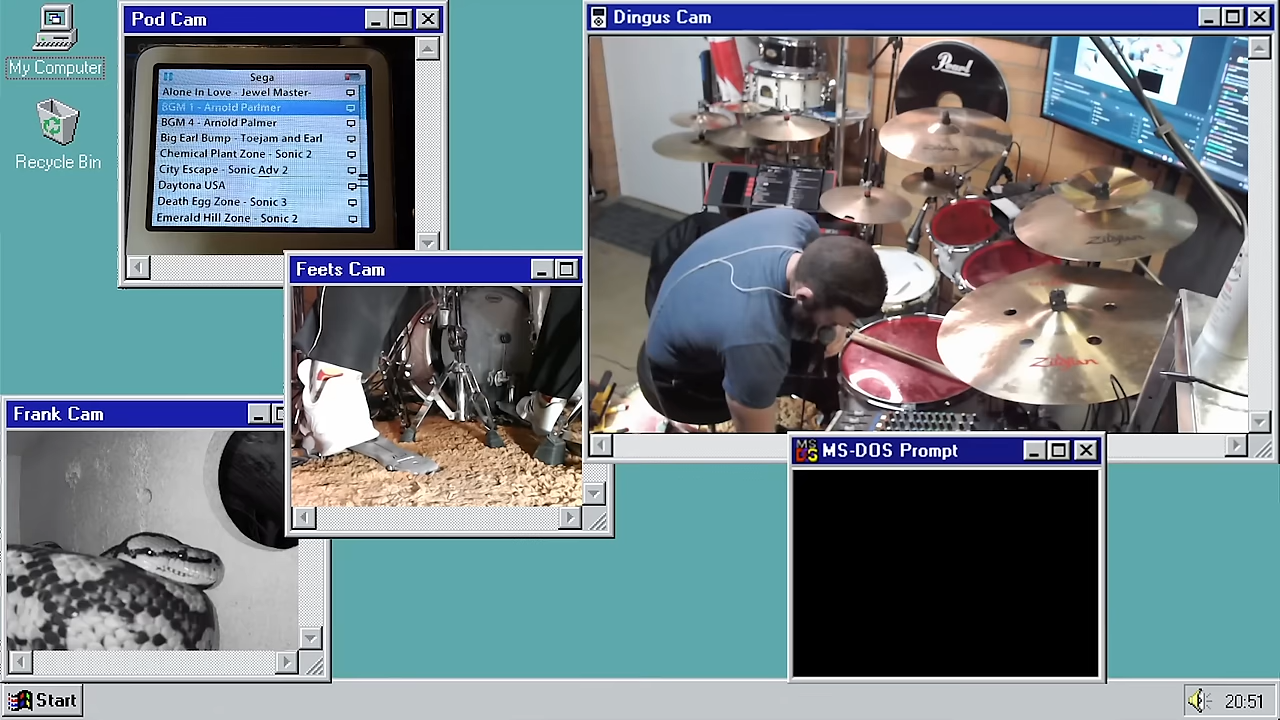 My Computer
Recycle Bin
Pod Cam
Sega
Alone In Love - Jewel Master
BGM 1 - Arnold Parlmer
BGM 4 - Arnold Palmer
Big Earl Bump - Toejam and Earl
Chemical Plant Zone - Sonic 2
City Escape Sonic Adv 2
Daytona USA
Death Egg Zone - Sonic 3
Emerald Hill Zone - Sonic 2
Dingus Cam
Pearl
Zildjian
Zildjian
Feets Cam
Frank Cam
MS-DOS Prompt
Start
20:51